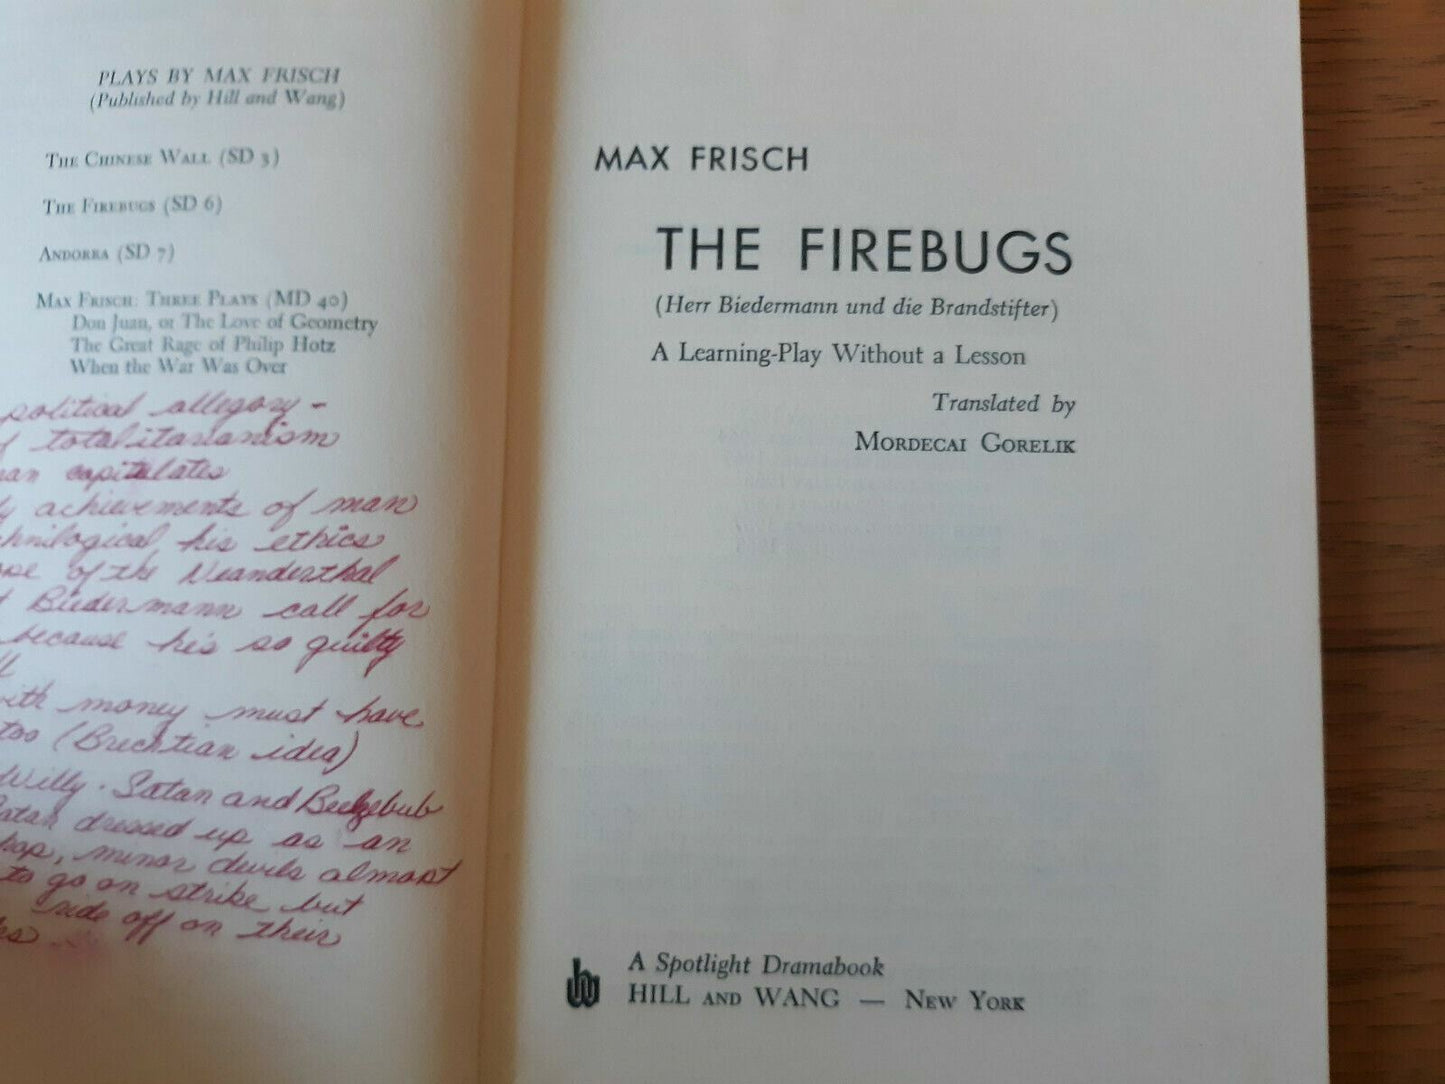 PLAYS BY MAX FRISCH
(Published by Hill and Wang)
THE CHINESE WALL (SD 3)
THE FIREBUGS (SD 6)
ANDORRA (SD 7)
MAX FRISCH: THREE PLAYS (MD 40)
Don Juan, or The Love of Geometry
The Great Rage of Philip Hotz
When the War Was Over
political allegory -
totalitarianism
capitulates
achievements of man
his ethics
of the Neanderthal
Biedermann call for
because he's so guilty
with money must have
too (Brechtian idea)
Willy. Satan and Beelzebub
dressed up as an
minor devils almost
to go on strike but
ride off on their
MAX FRISCH
THE FIREBUGS
(Herr Biedermann und die Brandstifter)
A Learning-Play Without a Lesson
Translated by
MORDECAI GORELIK
A Spotlight Dramabook
HILL AND WANG — NEW YORK